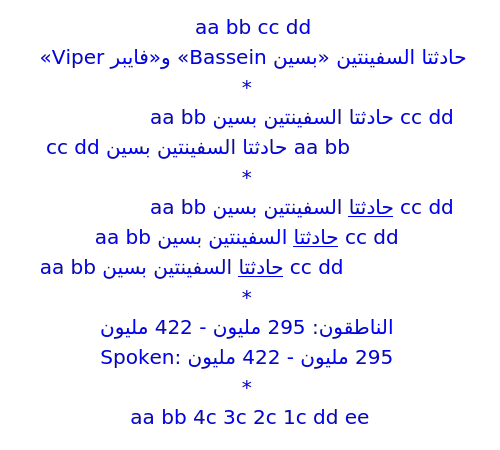 aa bb cc dd
حادثتا السفينتين «بسين Bassein» و«فايبر Viper»
*
aa bb حادثتا السفينتين بسين cc dd
cc dd حادثتا السفينتين بسين aa bb
*
aa bb حادثتا السفينتين بسين cc dd
aa bb حادثتا السفينتين بسين cc dd
aa bb حادثتا السفينتين بسين cc dd
*
الناطقون: 295 مليون - 422 مليون
Spoken: 295 مليون - 422 مليون
*
aa bb 4c 3c 2c 1c dd ee